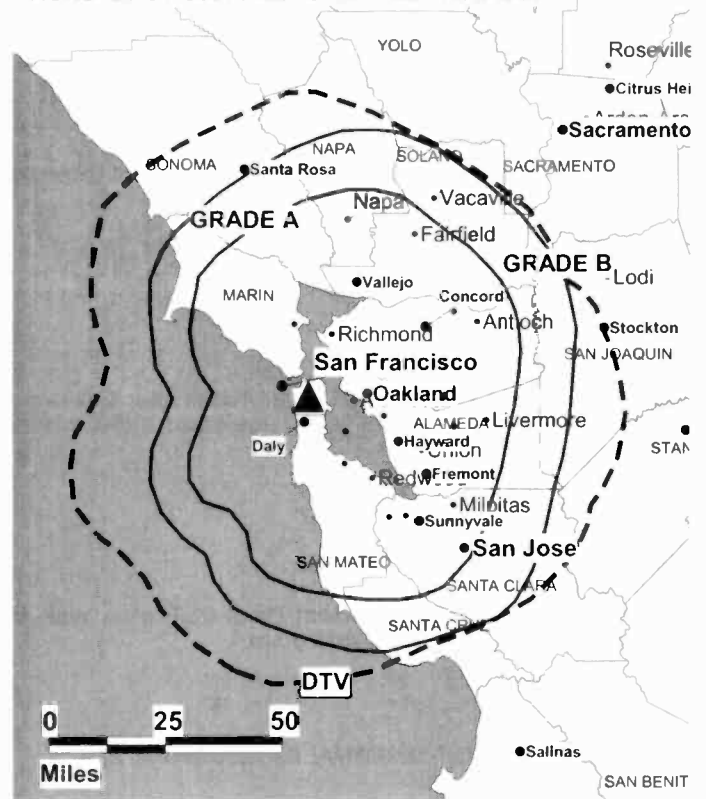 YOLO
Roseville
Citrus Hei
Sacramento
NAPA
SOLANO
SACRAMENTO
SONOMA
Santa Rosa
Napa
Vacaville
GRADE A
Fairfield
GRADE B
Lodi
Vallejo
MARIN
Concord
Richmond
Antioch
Stockton
SAN JOAQUIN
San Francisco
Oakland
ALAMEDA
Livermore
Daly
Hayward
Union
STAN
Redw
Fremont
Milpitas
Sunnyvale
San Jose
SAN MATEO
SANTA CLARA
SANTA CRUZ
DTV
0 25 50
Miles
Salinas
SAN BENIT